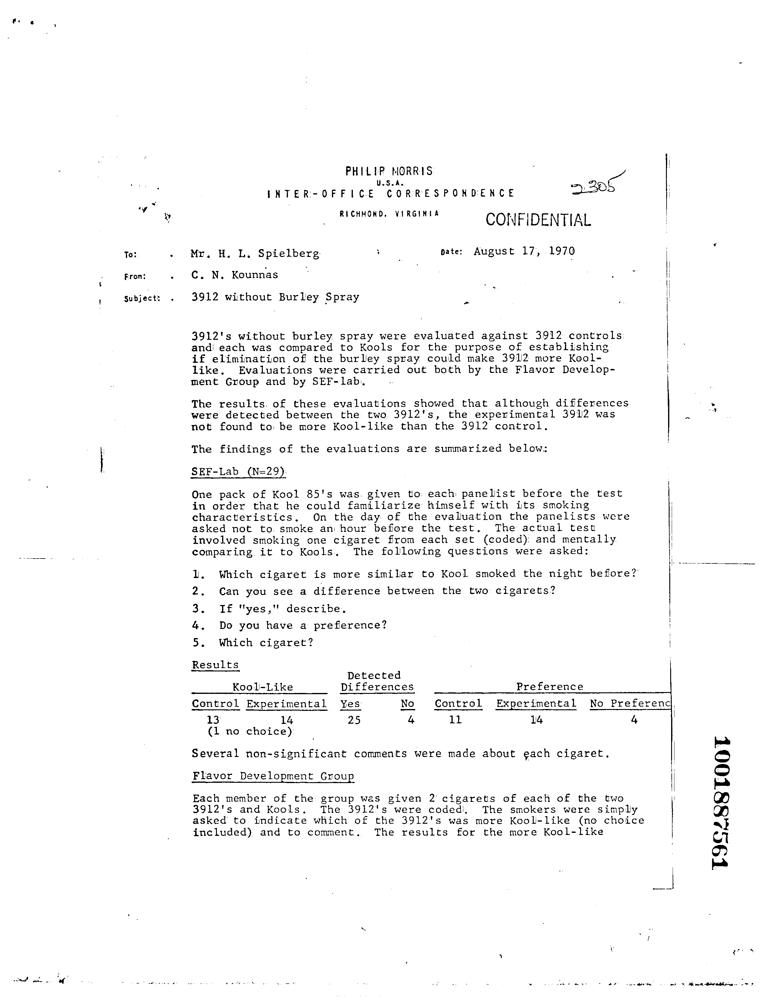 PHILIP MORRIS
U.S.A.
INTER-OFFICE CORRESPONDENCE
2305
RICHMOND, VIRGINIA
CONFIDENTIAL
To: . Mr. H. L. Spielberg Date: August 17, 1970
From: . C. N. Kounnas
Subject: . 3912 without Burley Spray
3912's without burley spray were evaluated against 3912 controls
and each was compared to Kools for the purpose of establishing
if elimination of the burley spray could make 3912 more Kool-
like. Evaluations were carried out both by the Flavor Develop-
ment Group and by SEF-lab.
The results of these evaluations showed that although differences
were detected between the two 3912's, the experimental 3912 was
not found to be more Kool-like than the 3912 control.
The findings of the evaluations are summarized below:
SEF-Lab (N=29)
One pack of Kool 85's was given to each panelist before the test
in order that he could familiarize himself with its smoking
characteristics. On the day of the evaluation the panelists were
asked not to smoke an hour before the test. The actual test
involved smoking one cigaret from each set (coded) and mentally
comparing it to Kools. The following questions were asked:
1. Which cigaret is more similar to Kool smoked the night before?
2. Can you see a difference between the two cigarets?
3. If "yes," describe.
4. Do you have a preference?
5. Which cigaret?
Results
Detected
Kool-Like Differences Preference
Control Experimental Yes No Control Experimental No Preferenc
13 14 25 4 11 14 4
(1 no choice)
Several non-significant comments were made about each cigaret.
Flavor Development Group
Each member of the group was given 2 cigarets of each of the two
3912's and Kools. The 3912's were coded. The smokers were simply
asked to indicate which of the 3912's was more Kool-like (no choice
included) and to comment. The results for the more Kool-like
1001887561